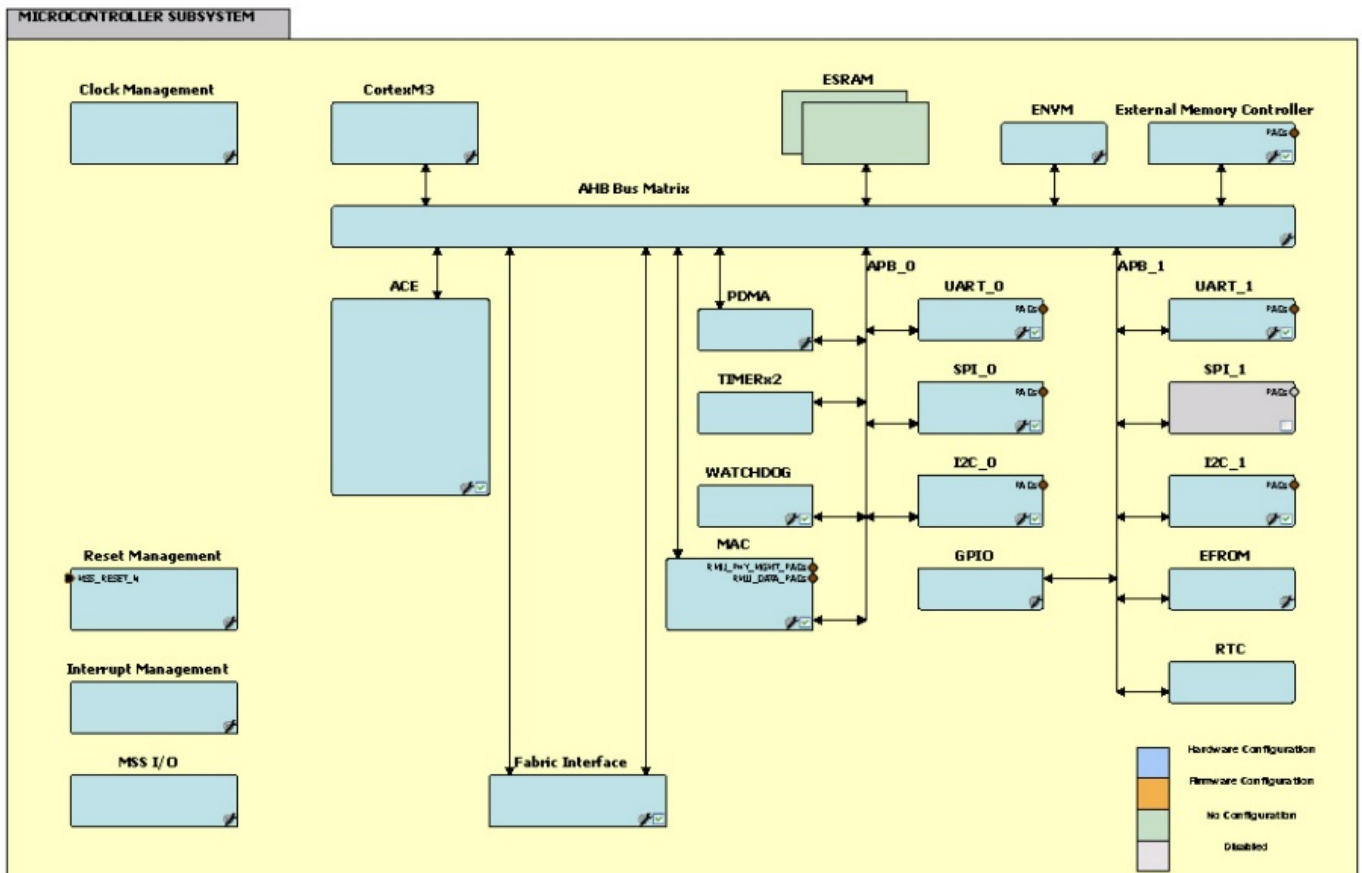 MICROCONTROLLER SUBSYSTEM
Clock Management
CortexM3
ESRAM
ENVM
External Memory Controller
PADs
AHB Bus Matrix
APB_0
APB_1
ACE
PDMA
UART_0
PADs
UART_1
PADs
TIMERx2
SPI_0
PADs
SPI_1
PADs
WATCHDOG
I2C_0
PADs
I2C_1
PADs
Reset Management
MSS_RESET_N
MAC
RMII_PHY_MGMT_PADs
RMII_DATA_PADs
GPIO
EFROM
Interrupt Management
RTC
MSS I/O
Fabric Interface
Hardware Configuration
Firmware Configuration
No Configuration
Disabled